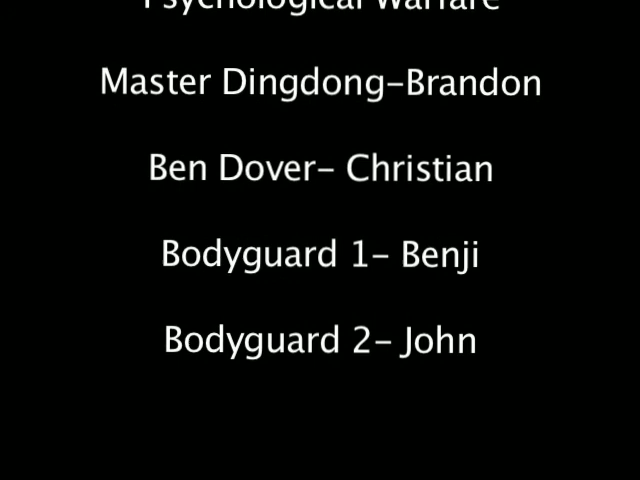 Psychological Warfare
Master Dingdong-Brandon
Ben Dover- Christian
Bodyguard 1- Benji
Bodyguard 2- John